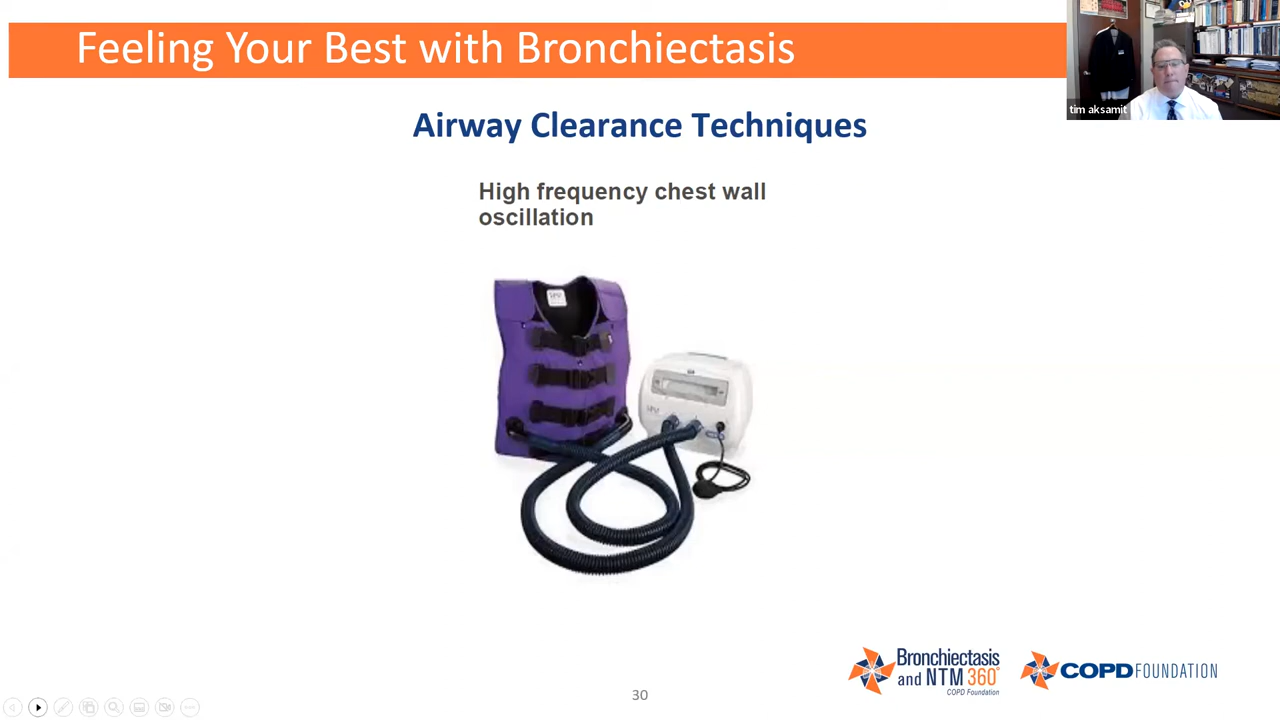 Feeling Your Best with Bronchiectasis
tim aksamit
Airway Clearance Techniques
High frequency chest wall
oscillation
Bronchiectasis
and NTM 360°
COPD Foundation
COPD FOUNDATION
30